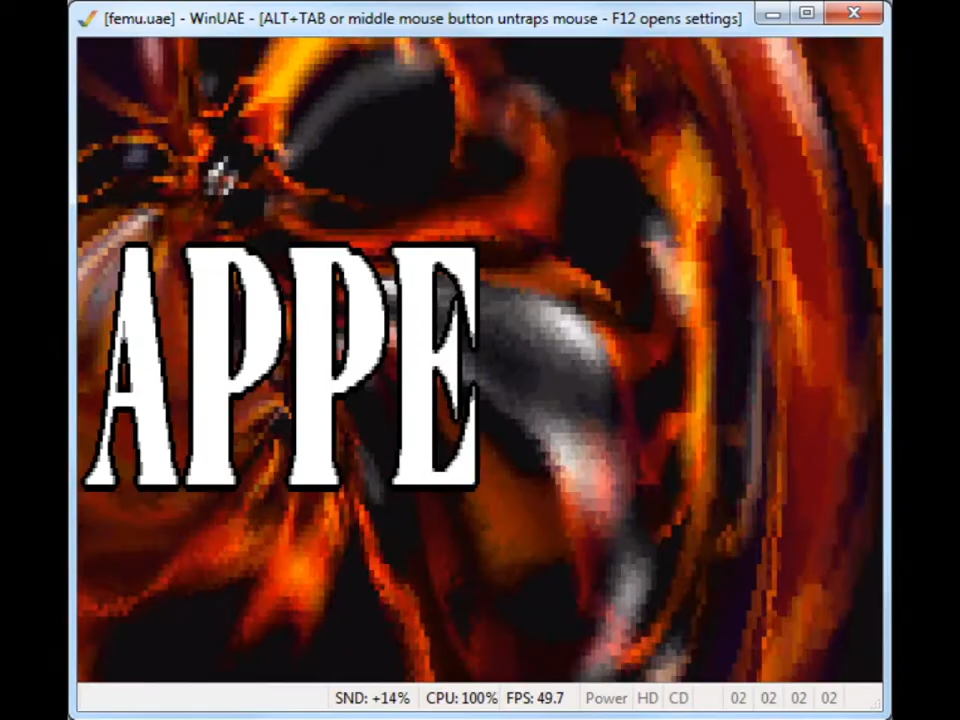 [femu.uae] - WinUAE - [ALT+TAB or middle mouse button untraps mouse - F12 opens settings]
APPE
SND: +14% CPU: 100% FPS: 49.7 Power HD CD 02 02 02 02